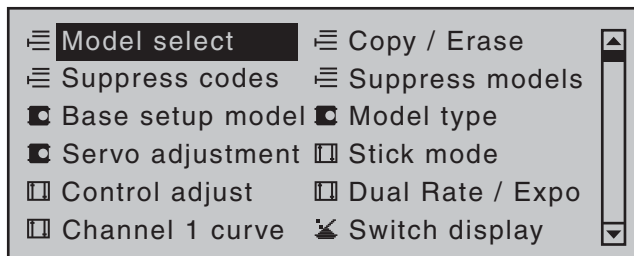 Model select Copy / Erase
Suppress codes Suppress models
Base setup model Model type
Servo adjustment Stick mode
Control adjust Dual Rate / Expo
Channel 1 curve Switch display